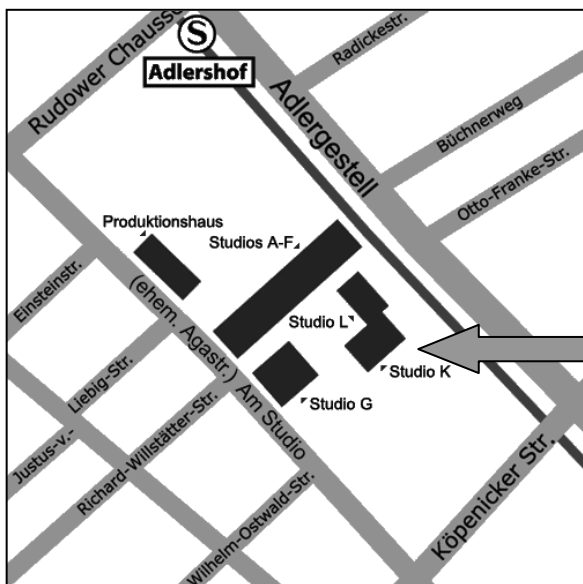 Rudower Chausse
S
Adlershof
Radickestr.
Adlergestell
Büchnerweg
Otto-Franke-Str.
Produktionshaus
Studios A-F
Einsteinstr.
(ehem. Agastr.) Am Studio
Studio L
Studio K
Studio G
Justus-v.-Liebig-Str.
Richard-Willstätter-Str.
Wilhelm-Ostwald-Str.
Köpenicker Str.